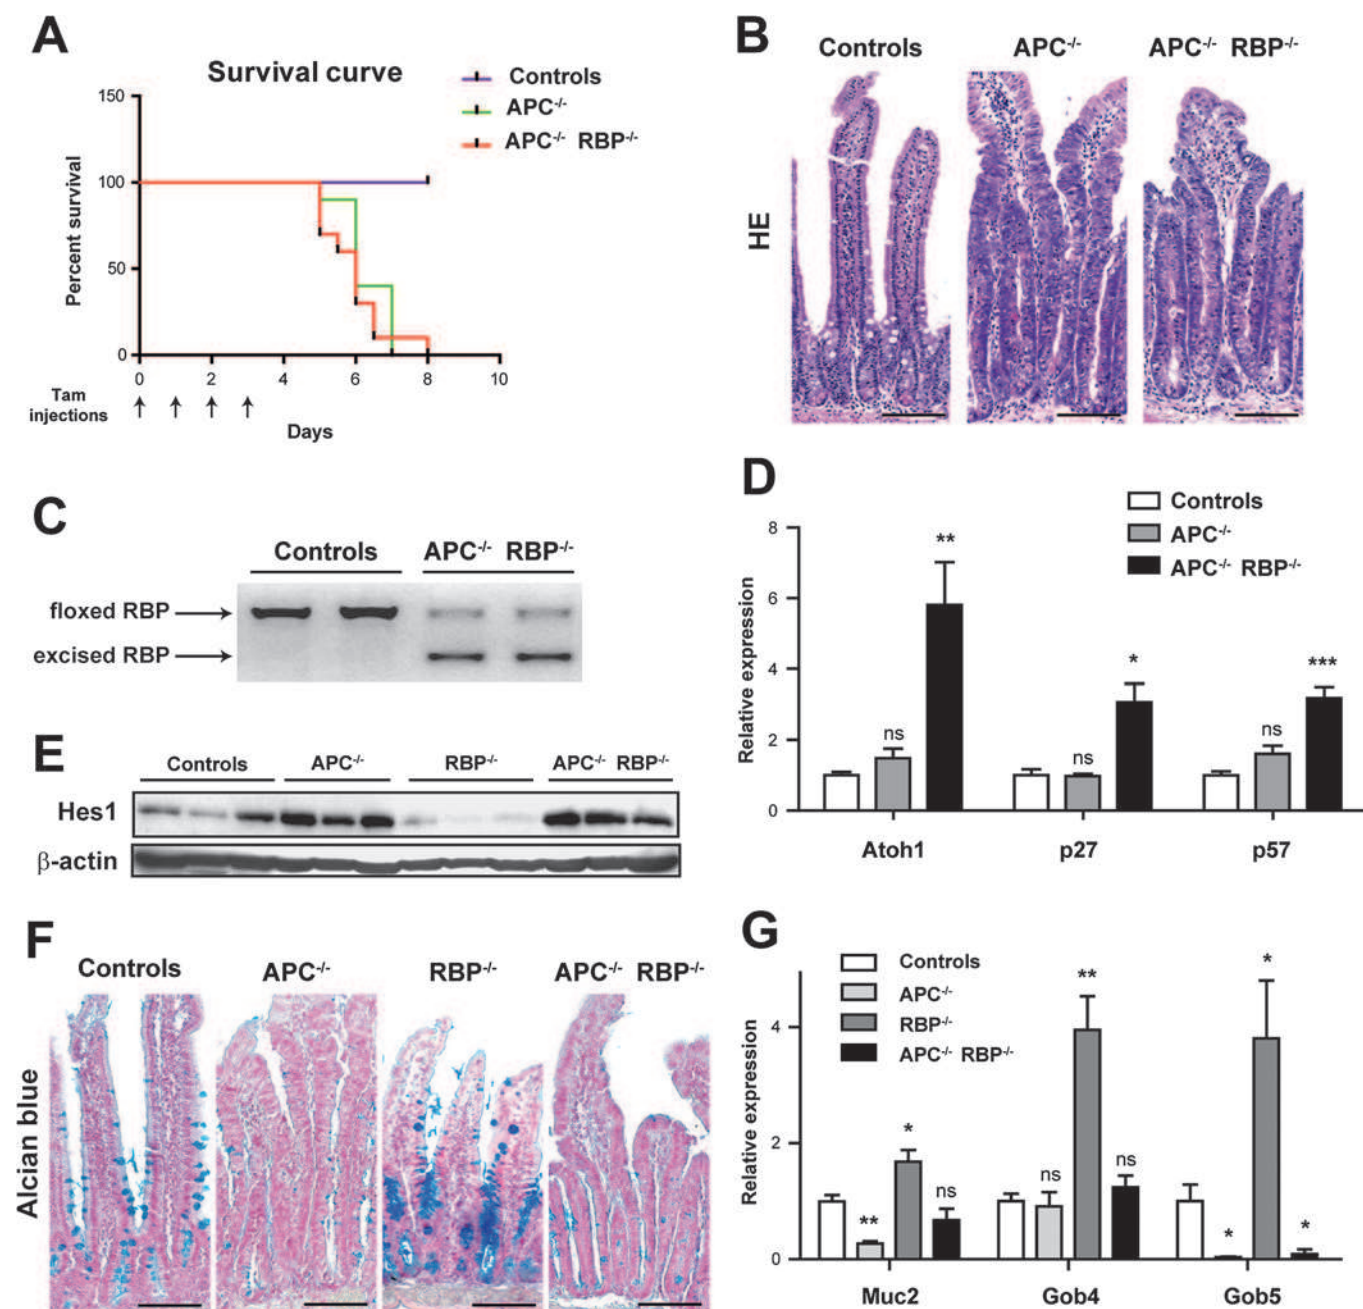 A
Survival curve
Controls
APC-/-
APC-/- RBP-/-
Percent survival
150
100
50
0
0 2 4 6 8 10
Tam
injections
Days
B
Controls APC-/- APC-/- RBP-/-
HE
C
Controls APC-/- RBP-/-
floxed RBP
excised RBP
D
Controls
APC-/-
APC-/- RBP-/-
Relative expression
8
6
4
2
0
ns ** ns * ns ***
Atoh1 p27 p57
E
Controls APC-/- RBP-/- APC-/- RBP-/-
Hes1
β-actin
F
Controls APC-/- RBP-/- APC-/- RBP-/-
Alcian blue
G
Controls
APC-/-
RBP-/-
APC-/- RBP-/-
Relative expression
4
2
0
** * ns ns ** ns * * *
Muc2 Gob4 Gob5